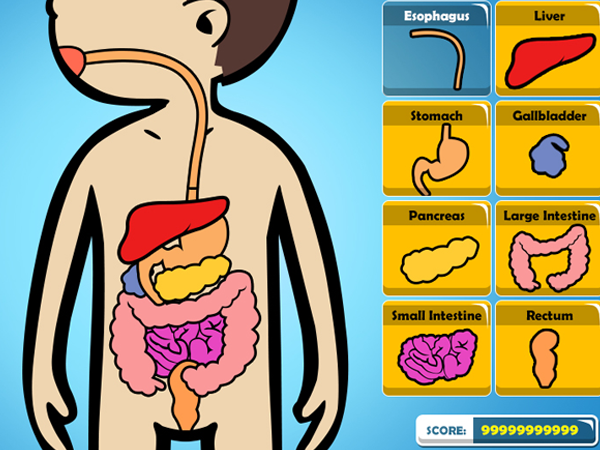 Esophagus
Liver
Stomach
Gallbladder
Pancreas
Large Intestine
Small Intestine
Rectum
SCORE: 99999999999